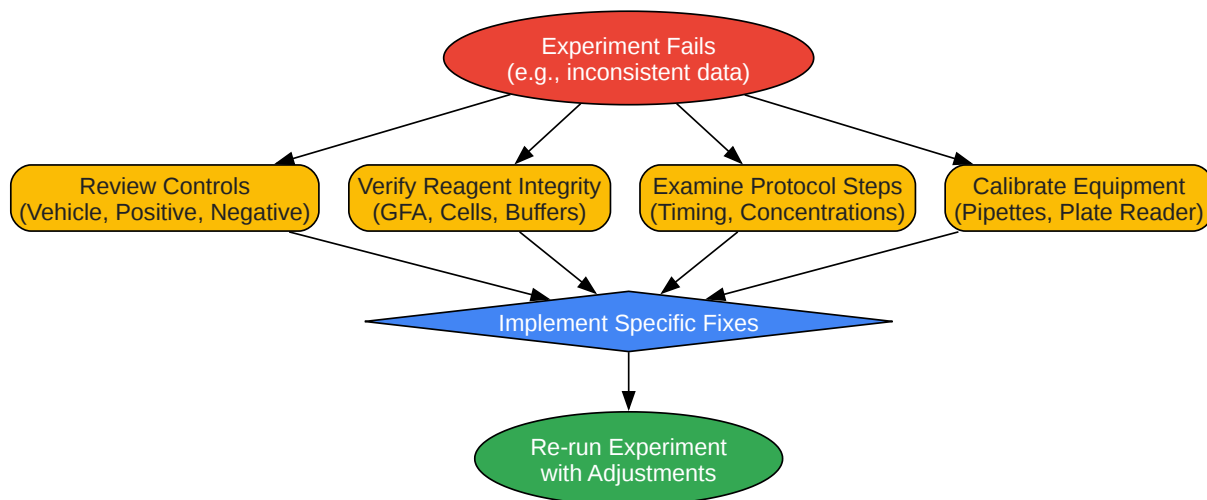 Experiment Fails
(e.g., inconsistent data)
Review Controls
(Vehicle, Positive, Negative)
Verify Reagent Integrity
(GFA, Cells, Buffers)
Examine Protocol Steps
(Timing, Concentrations)
Calibrate Equipment
(Pipettes, Plate Reader)
Implement Specific Fixes
Re-run Experiment
with Adjustments